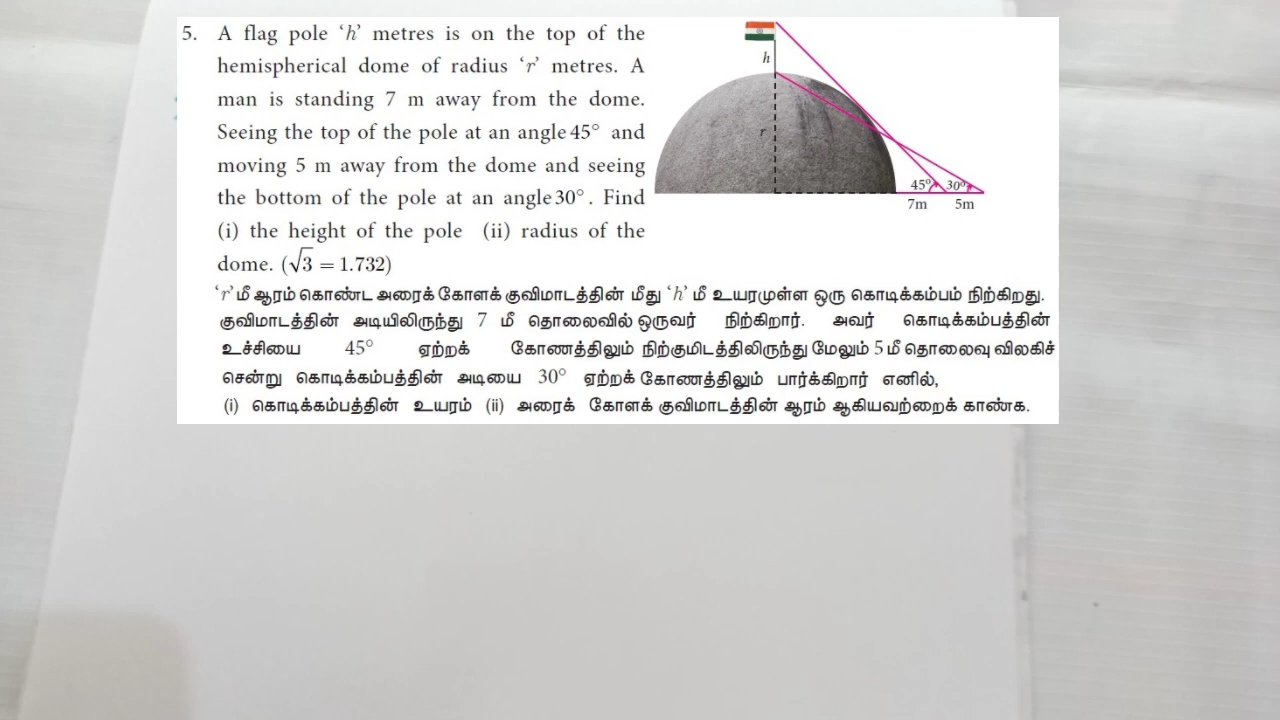 5. A flag pole ‘h’ metres is on the top of the
hemispherical dome of radius ‘r’ metres. A
man is standing 7 m away from the dome.
Seeing the top of the pole at an angle 45° and
moving 5 m away from the dome and seeing
the bottom of the pole at an angle 30°. Find
(i) the height of the pole (ii) radius of the
dome. (√3 = 1.732)
h
r
45° 30°
7m 5m
‘r’ மீ ஆரம் கொண்ட அரைக் கோளக் குவிமாடத்தின் மீது ‘h’ மீ உயரமுள்ள ஒரு கொடிக்கம்பம் நிற்கிறது.
குவிமாடத்தின் அடியிலிருந்து 7 மீ தொலைவில் ஒருவர் நிற்கிறார். அவர் கொடிக்கம்பத்தின்
உச்சியை 45° ஏற்றக் கோணத்திலும் நிற்குமிடத்திலிருந்து மேலும் 5 மீ தொலைவு விலகிச்
சென்று கொடிக்கம்பத்தின் அடியை 30° ஏற்றக் கோணத்திலும் பார்க்கிறார் எனில்,
(i) கொடிக்கம்பத்தின் உயரம் (ii) அரைக் கோளக் குவிமாடத்தின் ஆரம் ஆகியவற்றைக் காண்க.